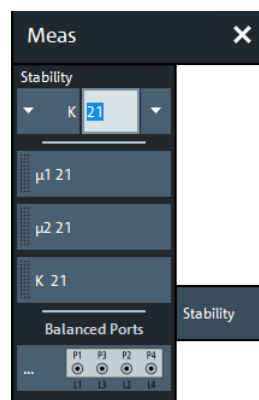 Meas
Stability
K 21
μ1 21
μ2 21
K 21
Balanced Ports
Stability
P1 P3 P2 P4
...
L1 L3 L2 L4